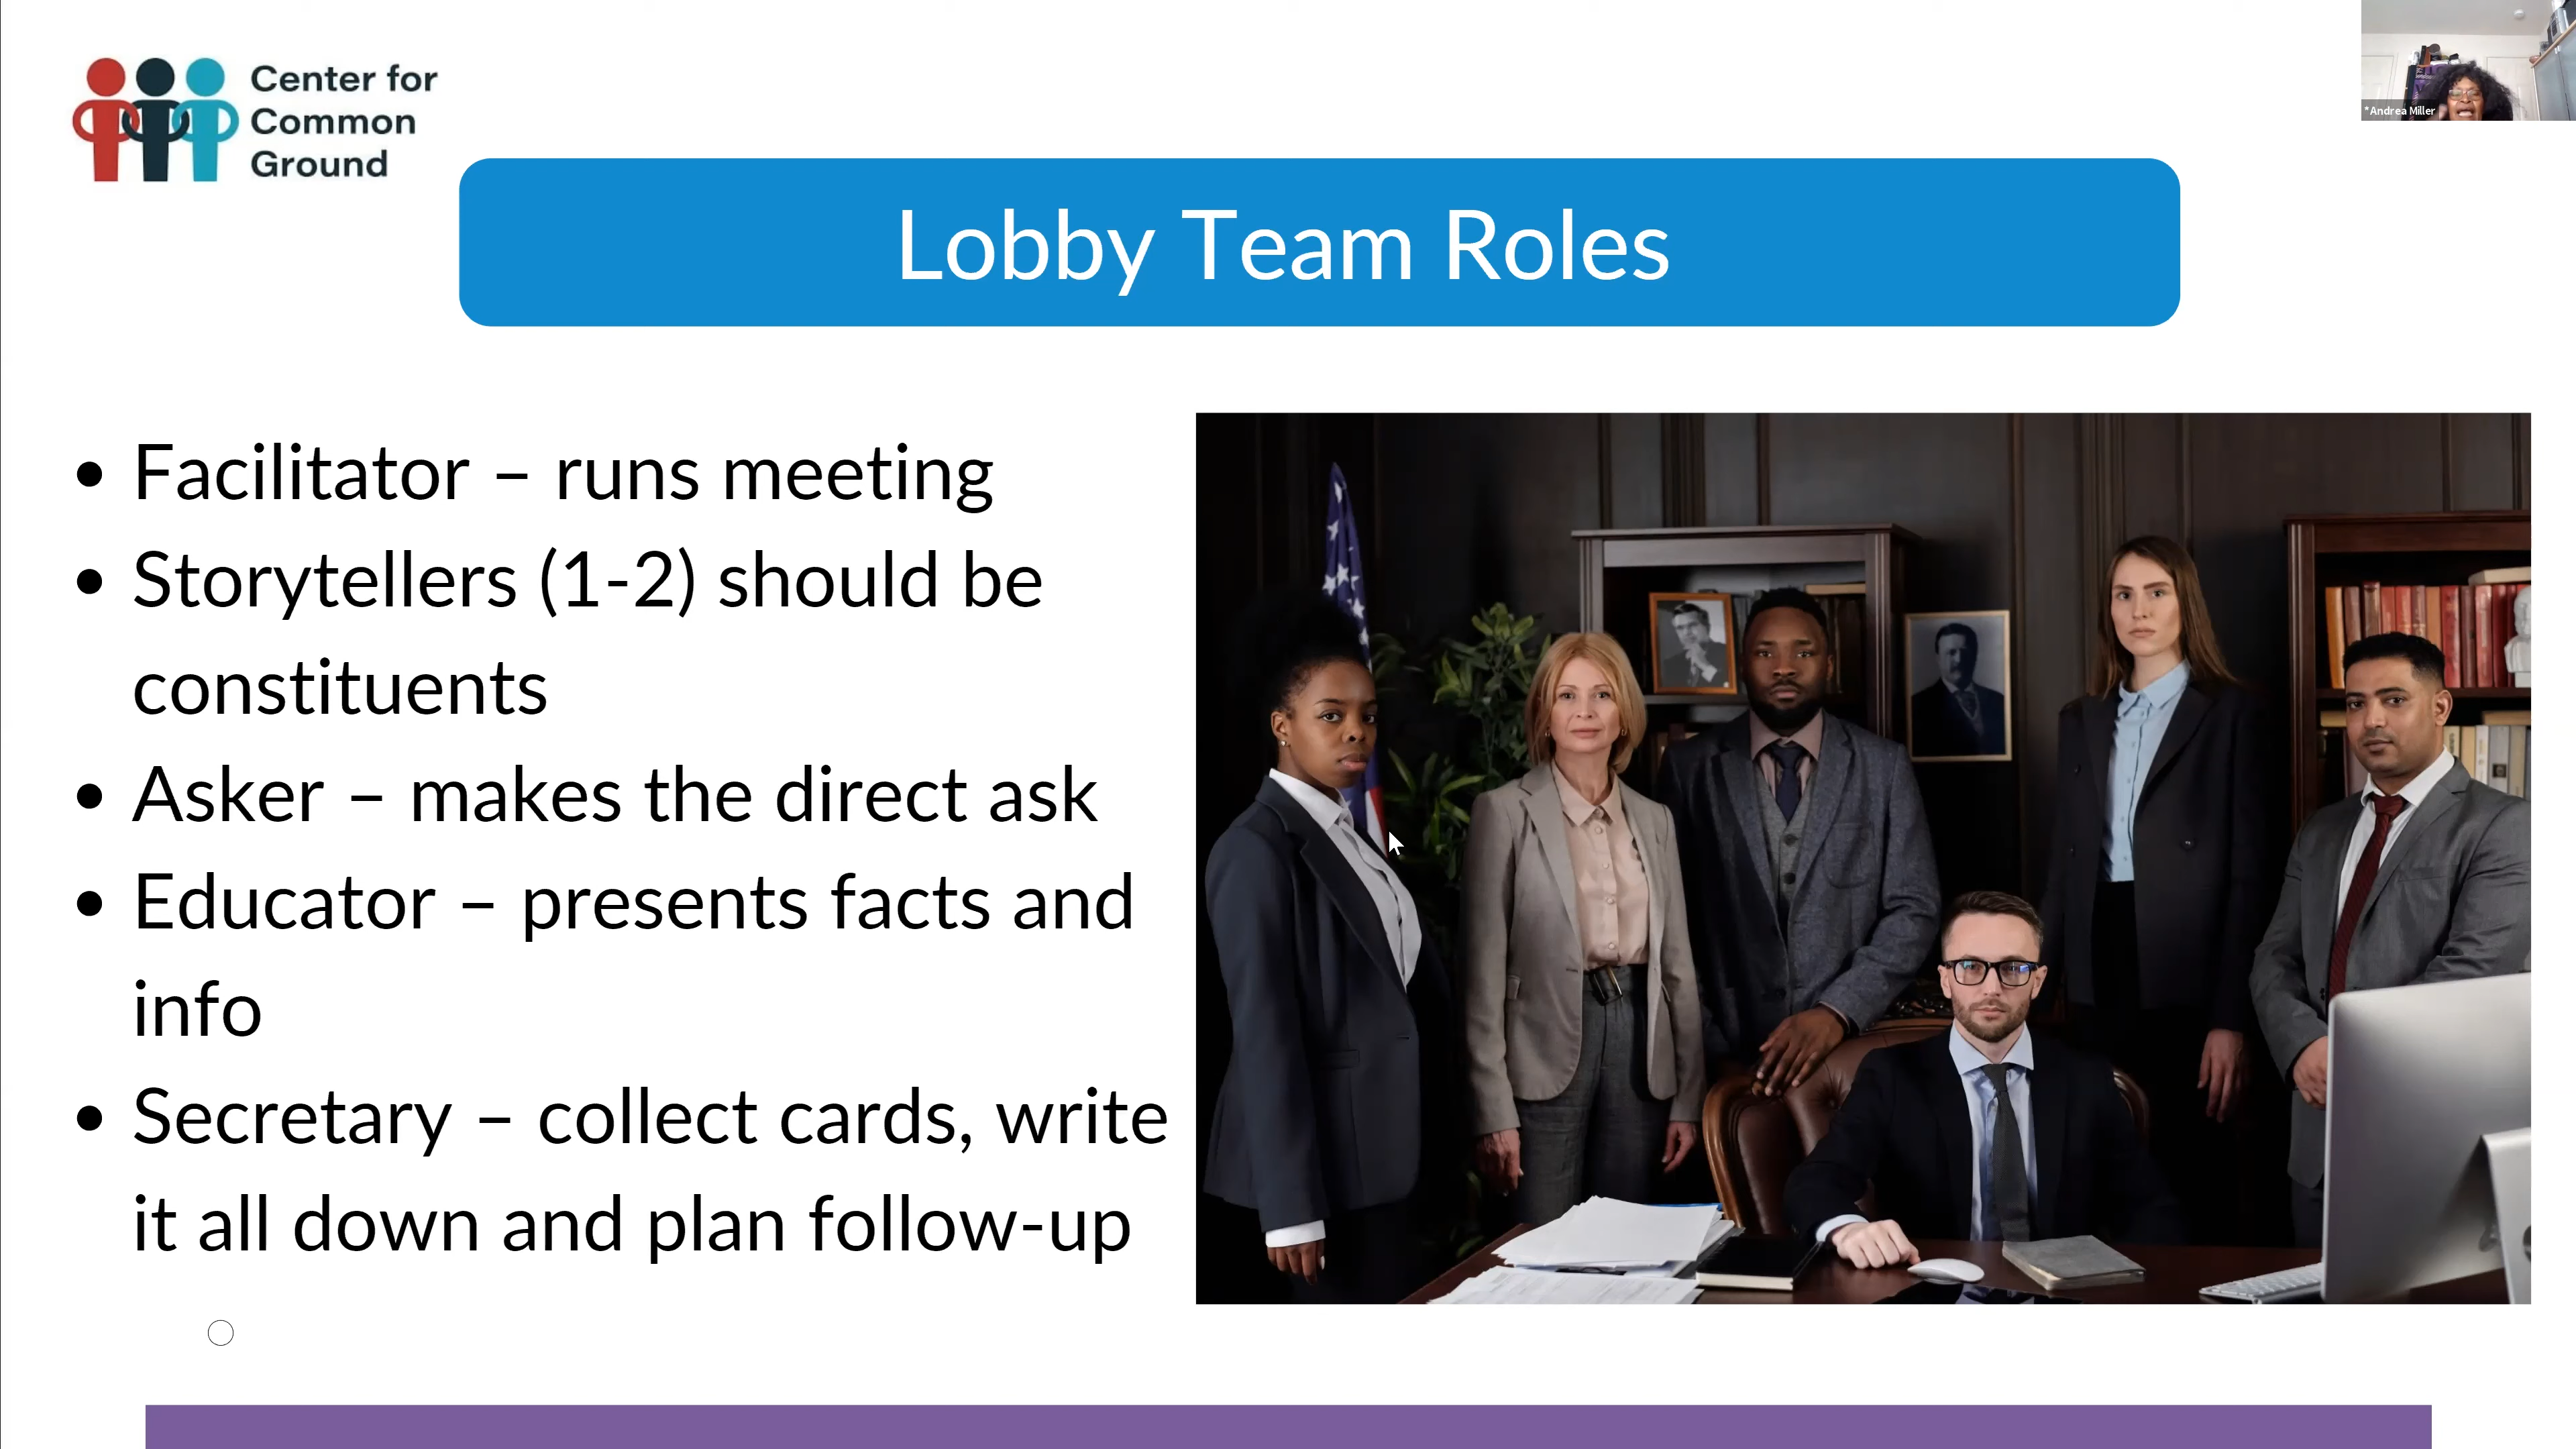 Center for
Common
Ground
*Andrea Miller
Lobby Team Roles
• Facilitator – runs meeting
• Storytellers (1-2) should be
constituents
• Asker – makes the direct ask
• Educator – presents facts and
info
• Secretary – collect cards, write
it all down and plan follow-up